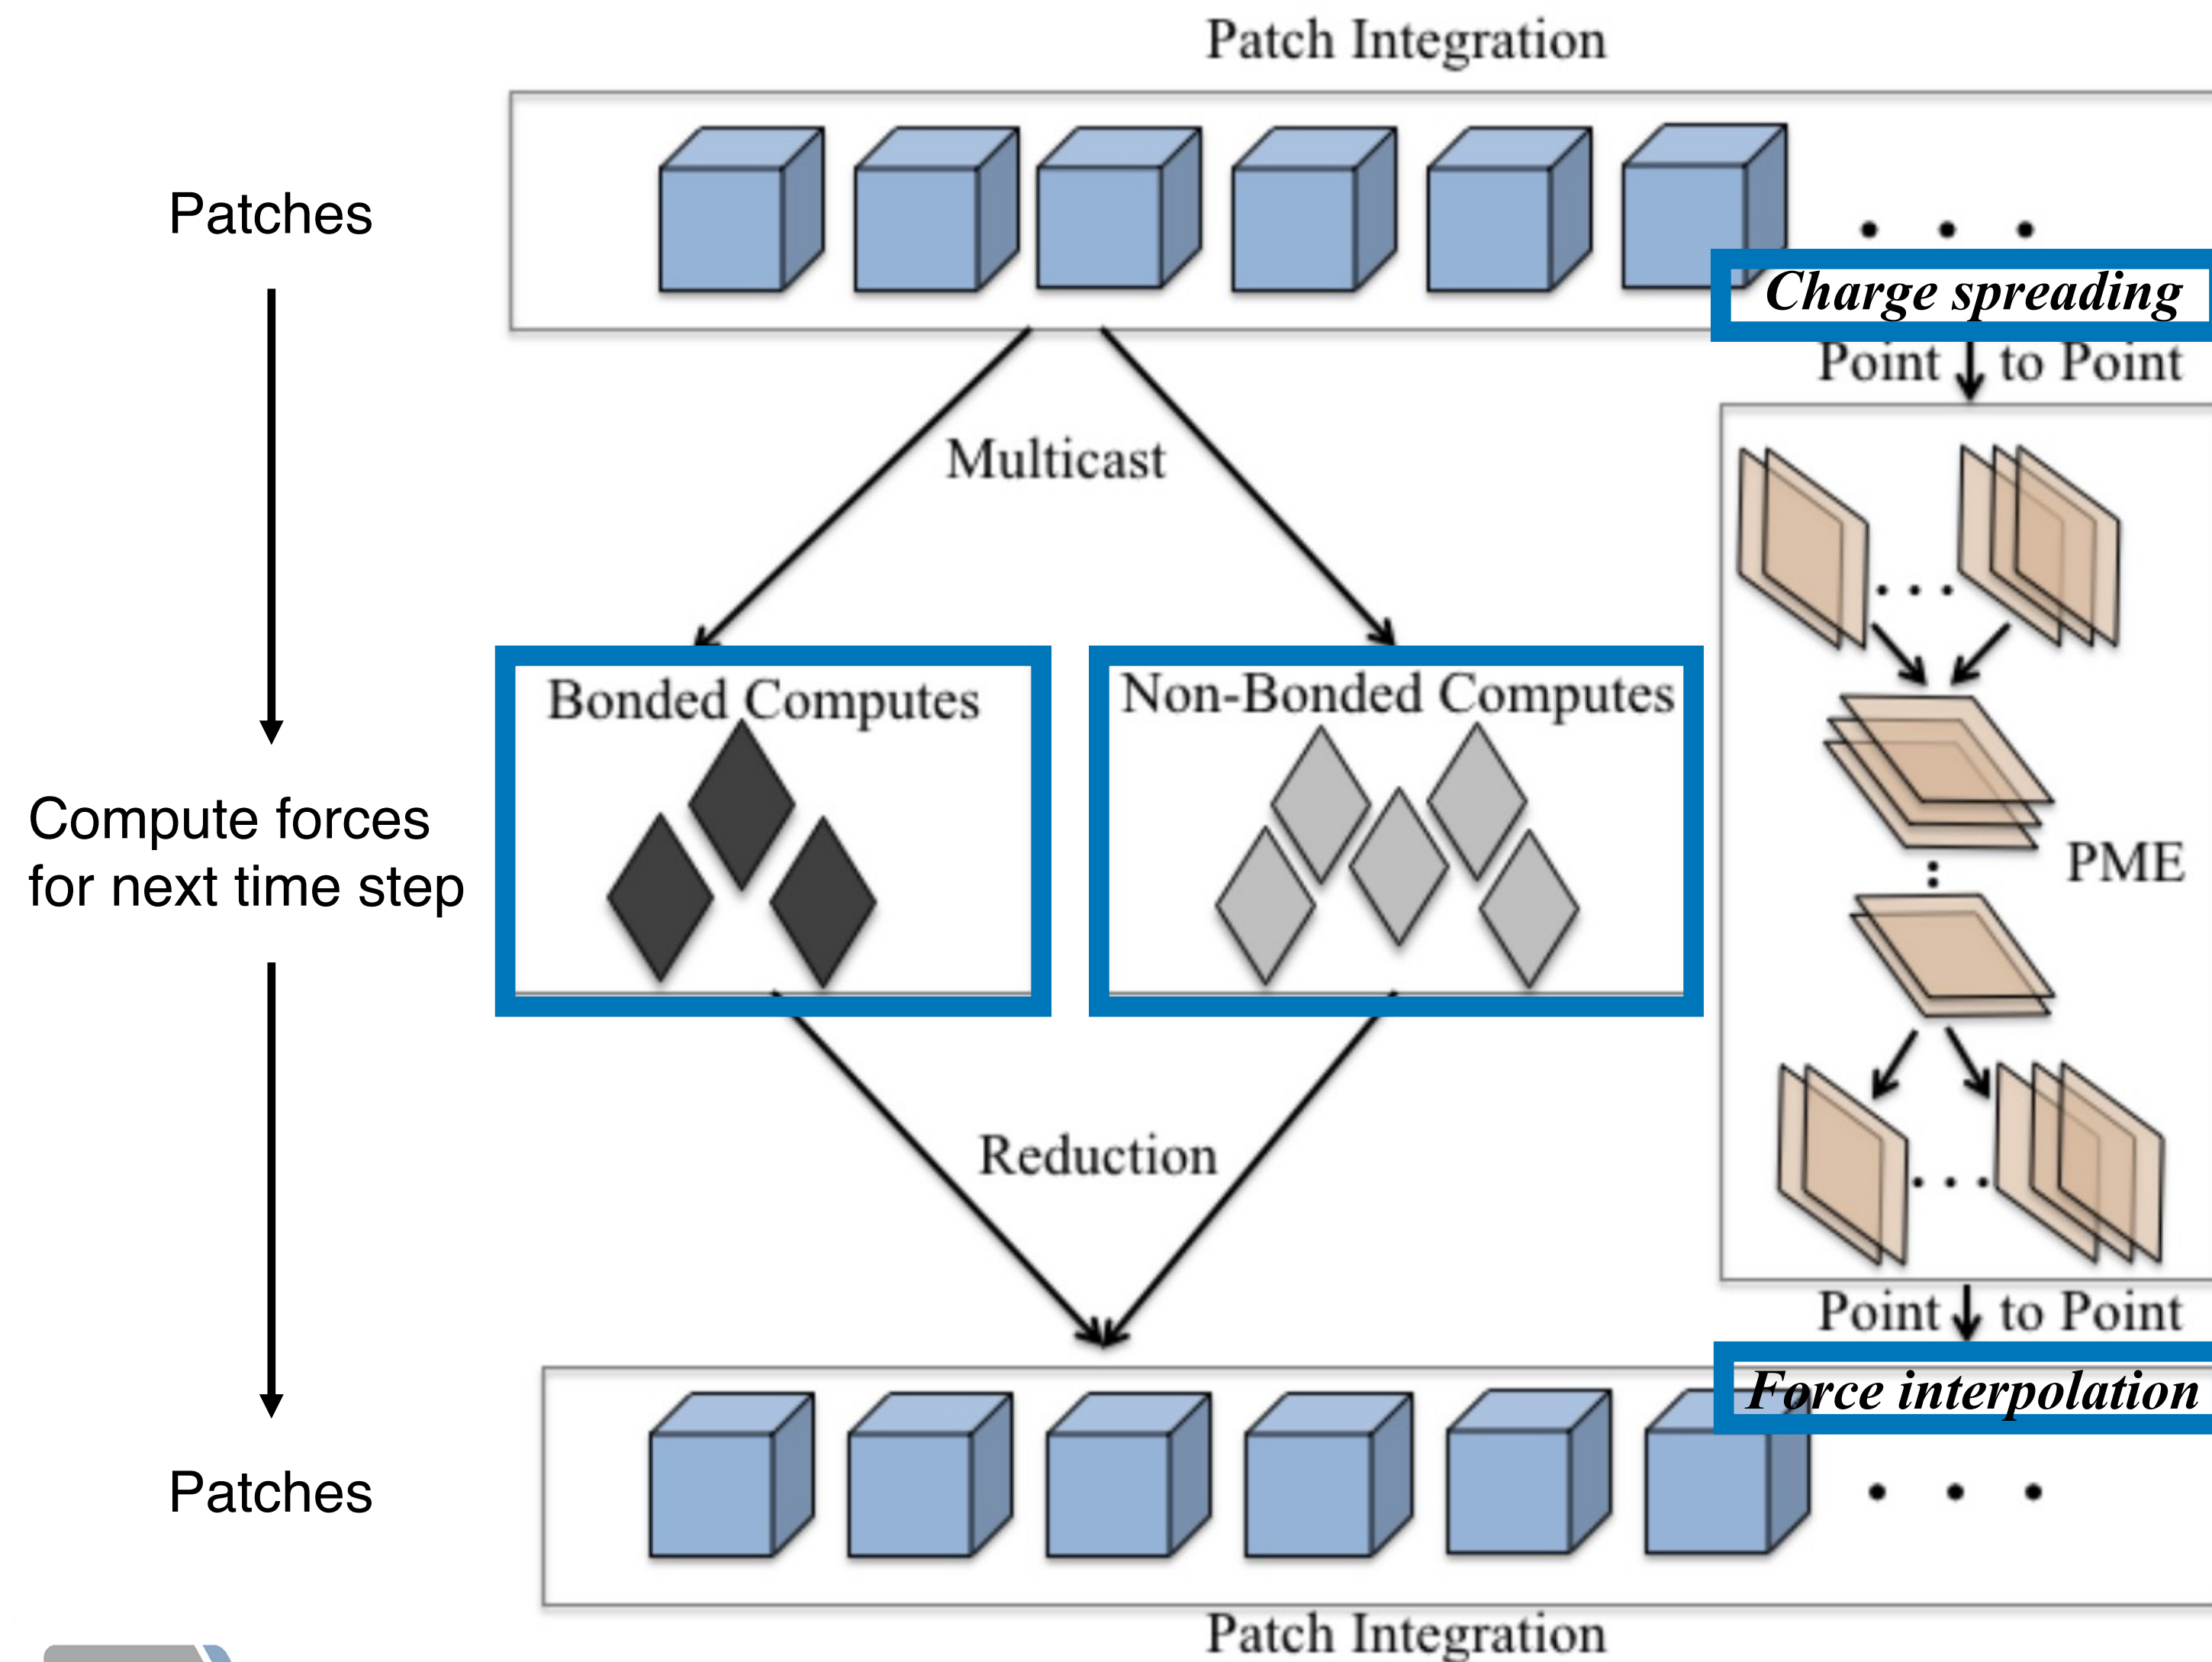 Patch Integration
Patches
Charge spreading
Point to Point
Multicast
Bonded Computes
Non-Bonded Computes
Compute forces
for next time step
PME
Reduction
Point to Point
Force interpolation
Patches
Patch Integration